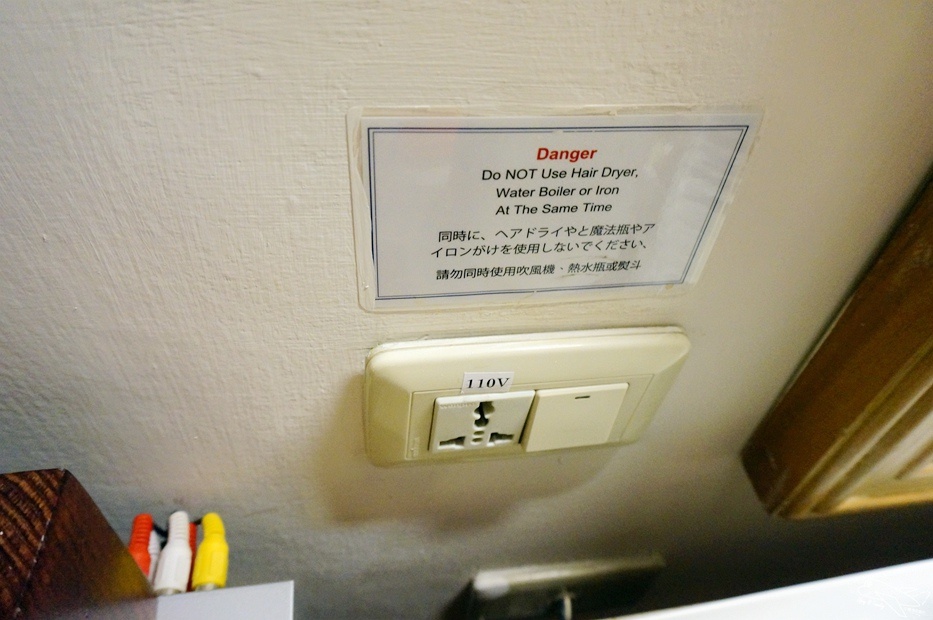 Danger
Do NOT Use Hair Dryer,
Water Boiler or Iron
At The Same Time
同時に、ヘアドライやと魔法瓶やア
イロンがけを使用しないでください、
請勿同時使用吹風機、熱水瓶或熨斗
110V